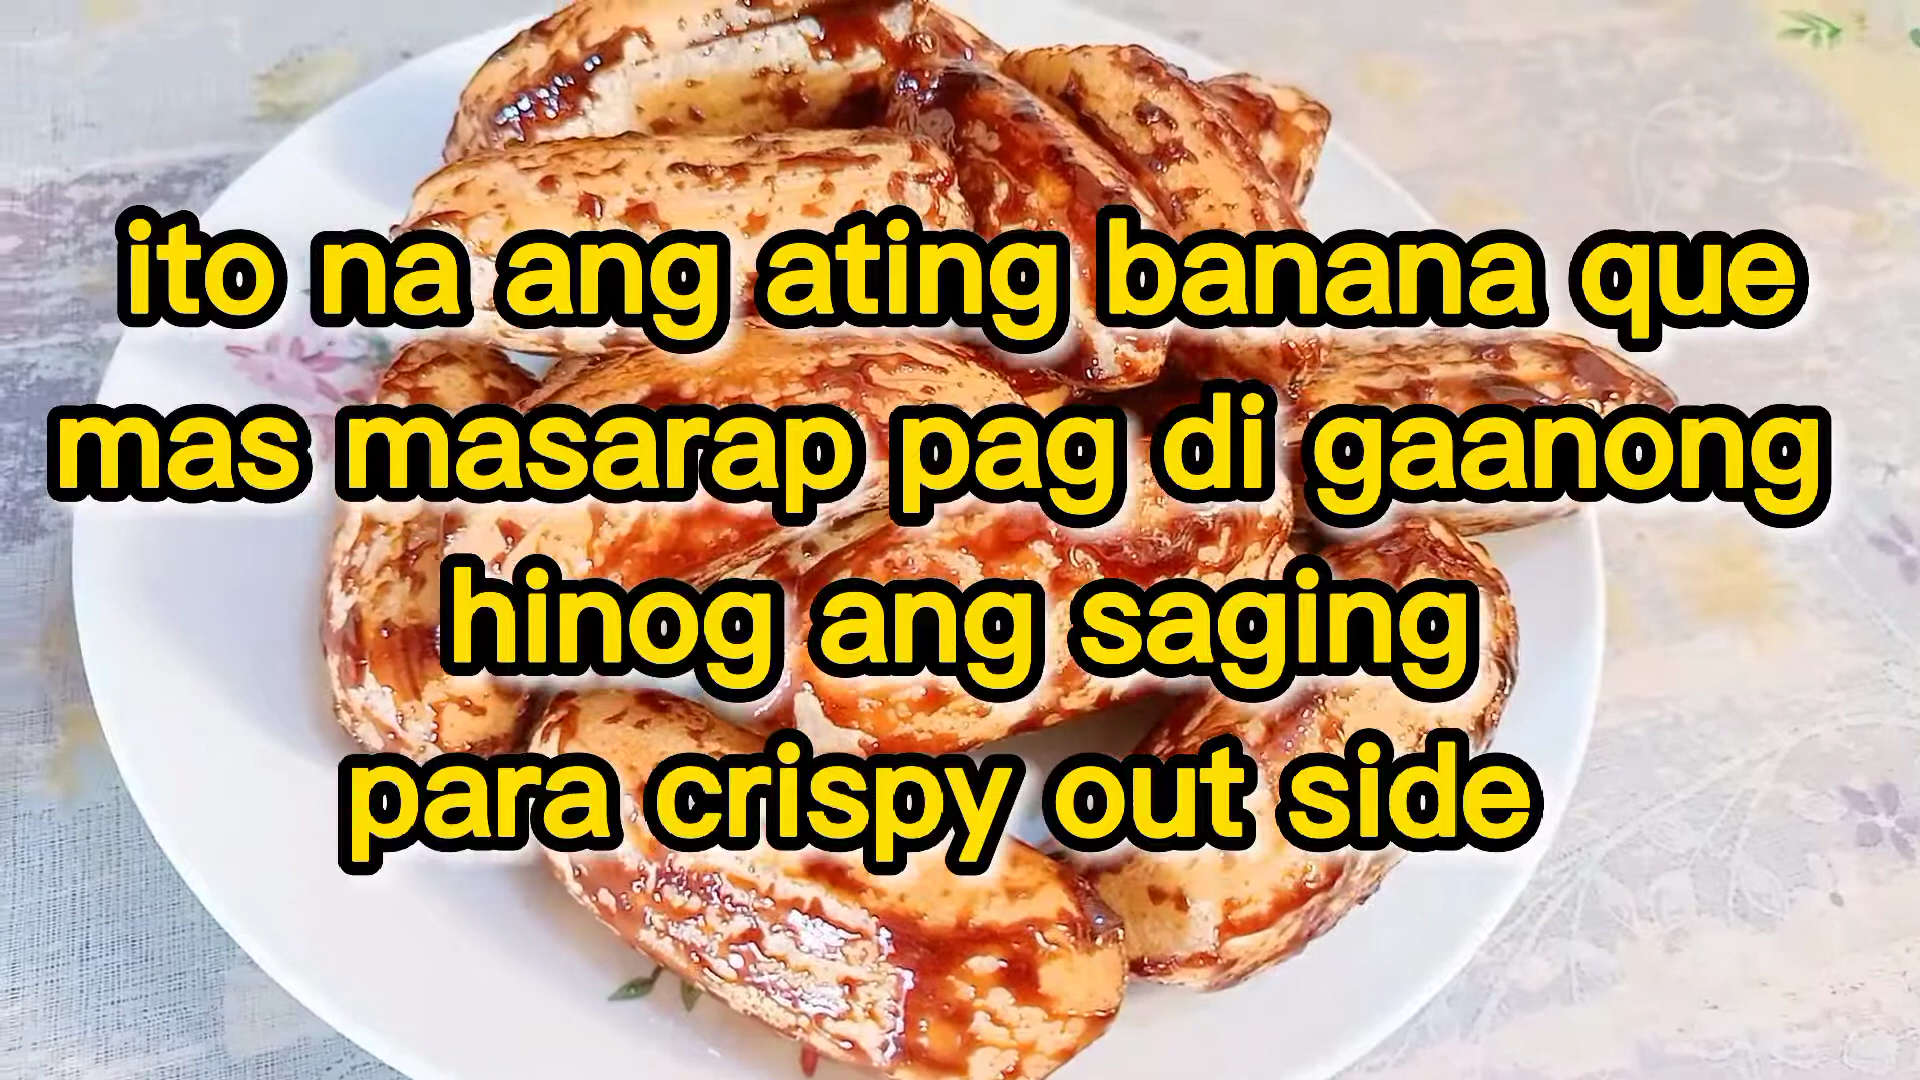 ito na ang ating banana que
mas masarap pag di gaanong
hinog ang saging
para crispy out side